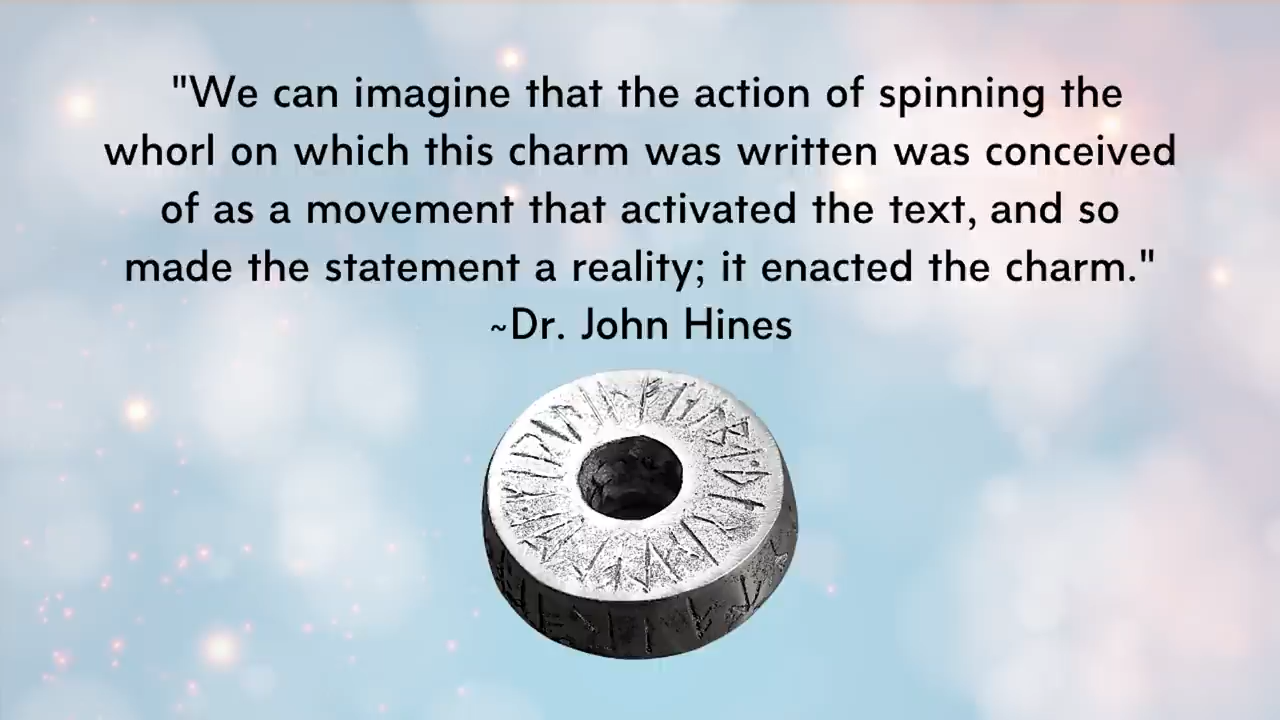 "We can imagine that the action of spinning the
whorl on which this charm was written was conceived
of as a movement that activated the text, and so
made the statement a reality; it enacted the charm."
~Dr. John Hines